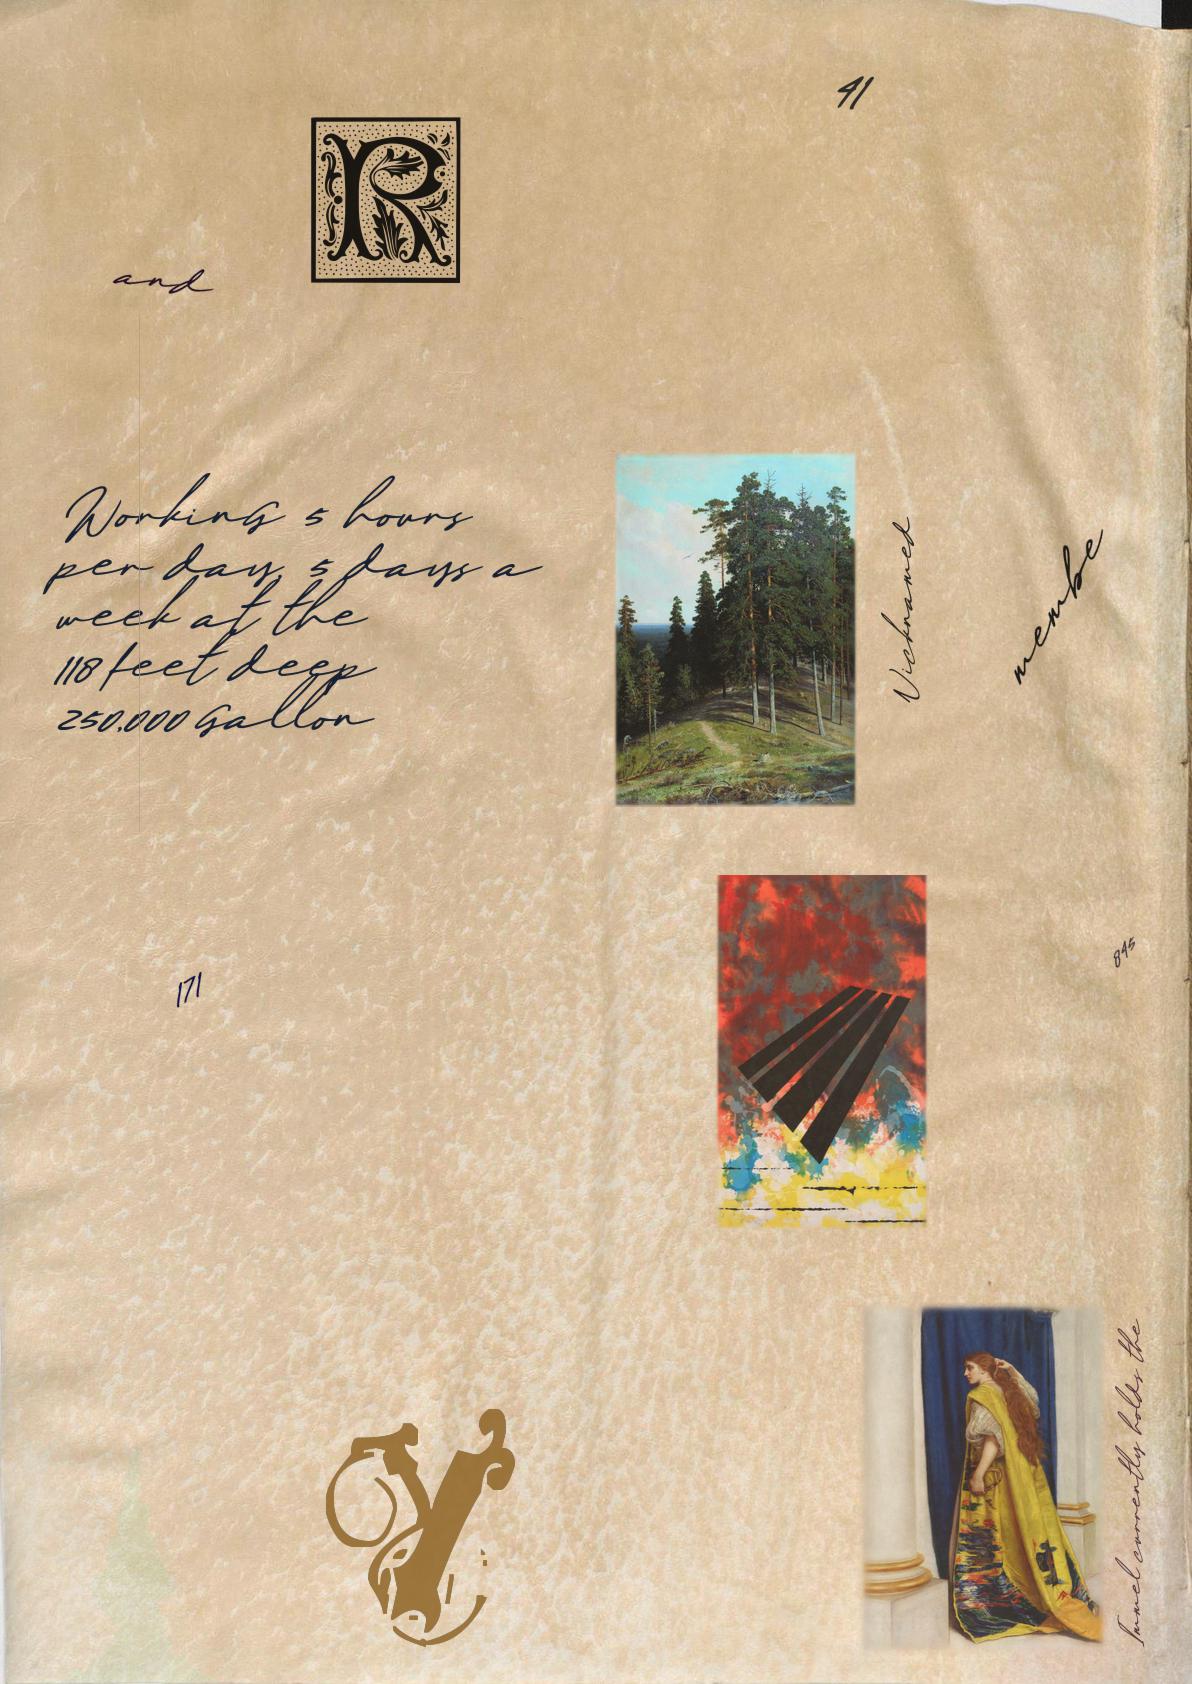 41
R
and
Working 5 hours
per day, 5 days a
week at the
118 feet deep
250,000 gallon
Nicknamed
membe
845
171
Y
Immel currently holds the